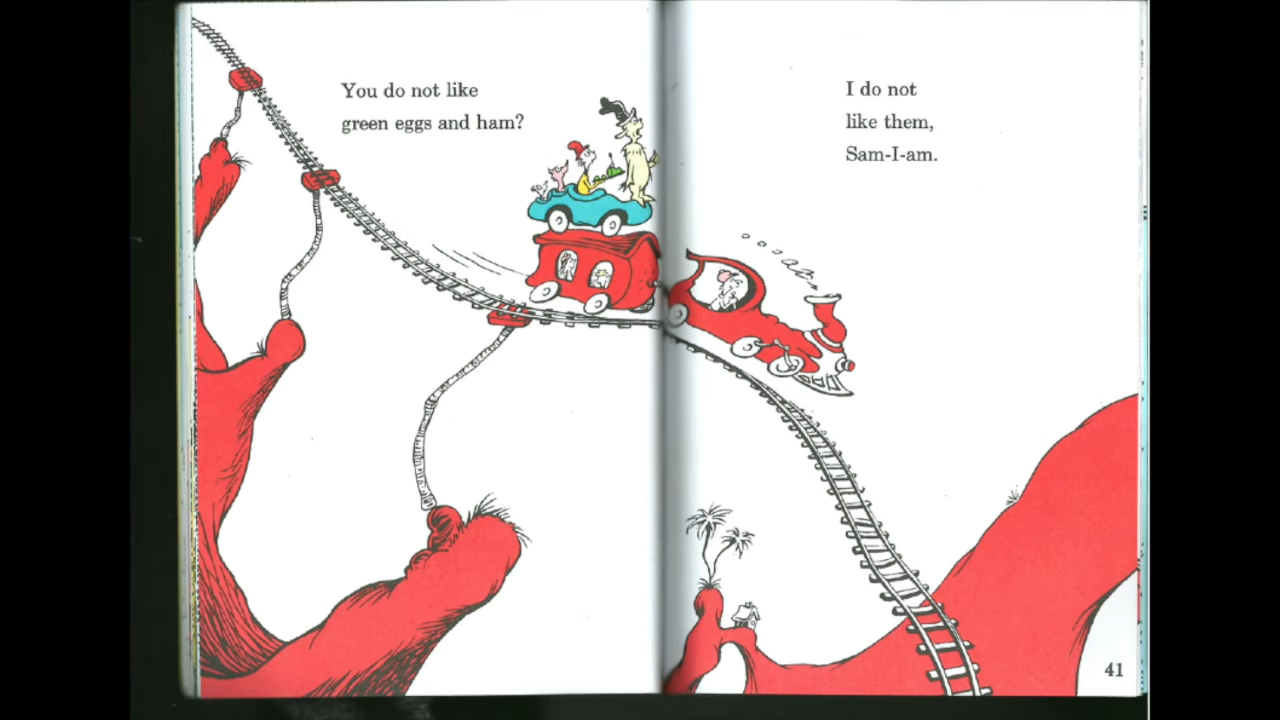 You do not like
green eggs and ham?
I do not
like them,
Sam-I-am.
41